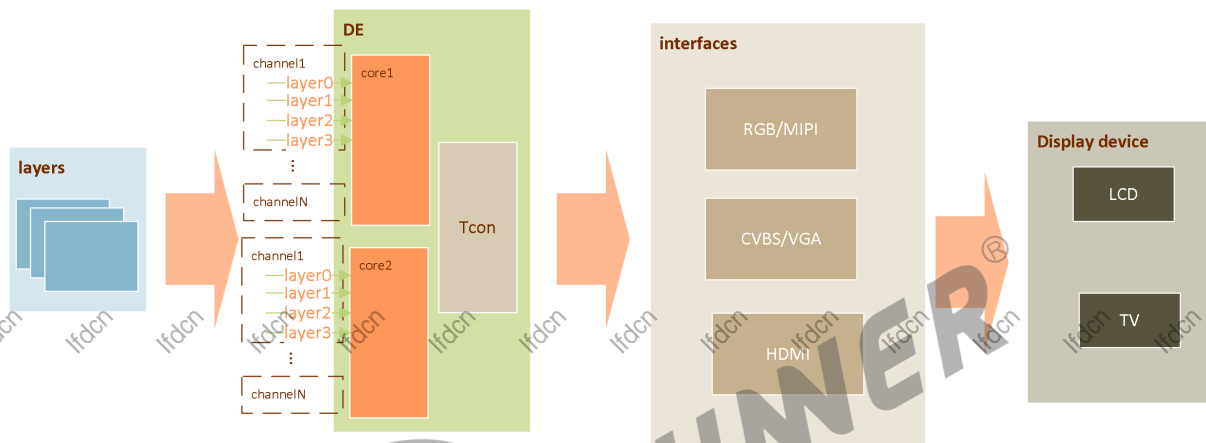 layers
channel1
layer0
layer1
layer2
layer3
⋮
channelN
channel1
layer0
layer1
layer2
layer3
⋮
channelN
DE
core1
core2
Tcon
interfaces
RGB/MIPI
CVBS/VGA
HDMI
Display device
LCD
TV
lfdcn
lfdcn
lfdcn
lfdcn
lfdcn
lfdcn
lfdcn
lfdcn
lfdcn
lfdcn
lfdcn
lfdcn
lfdcn
UNNER®